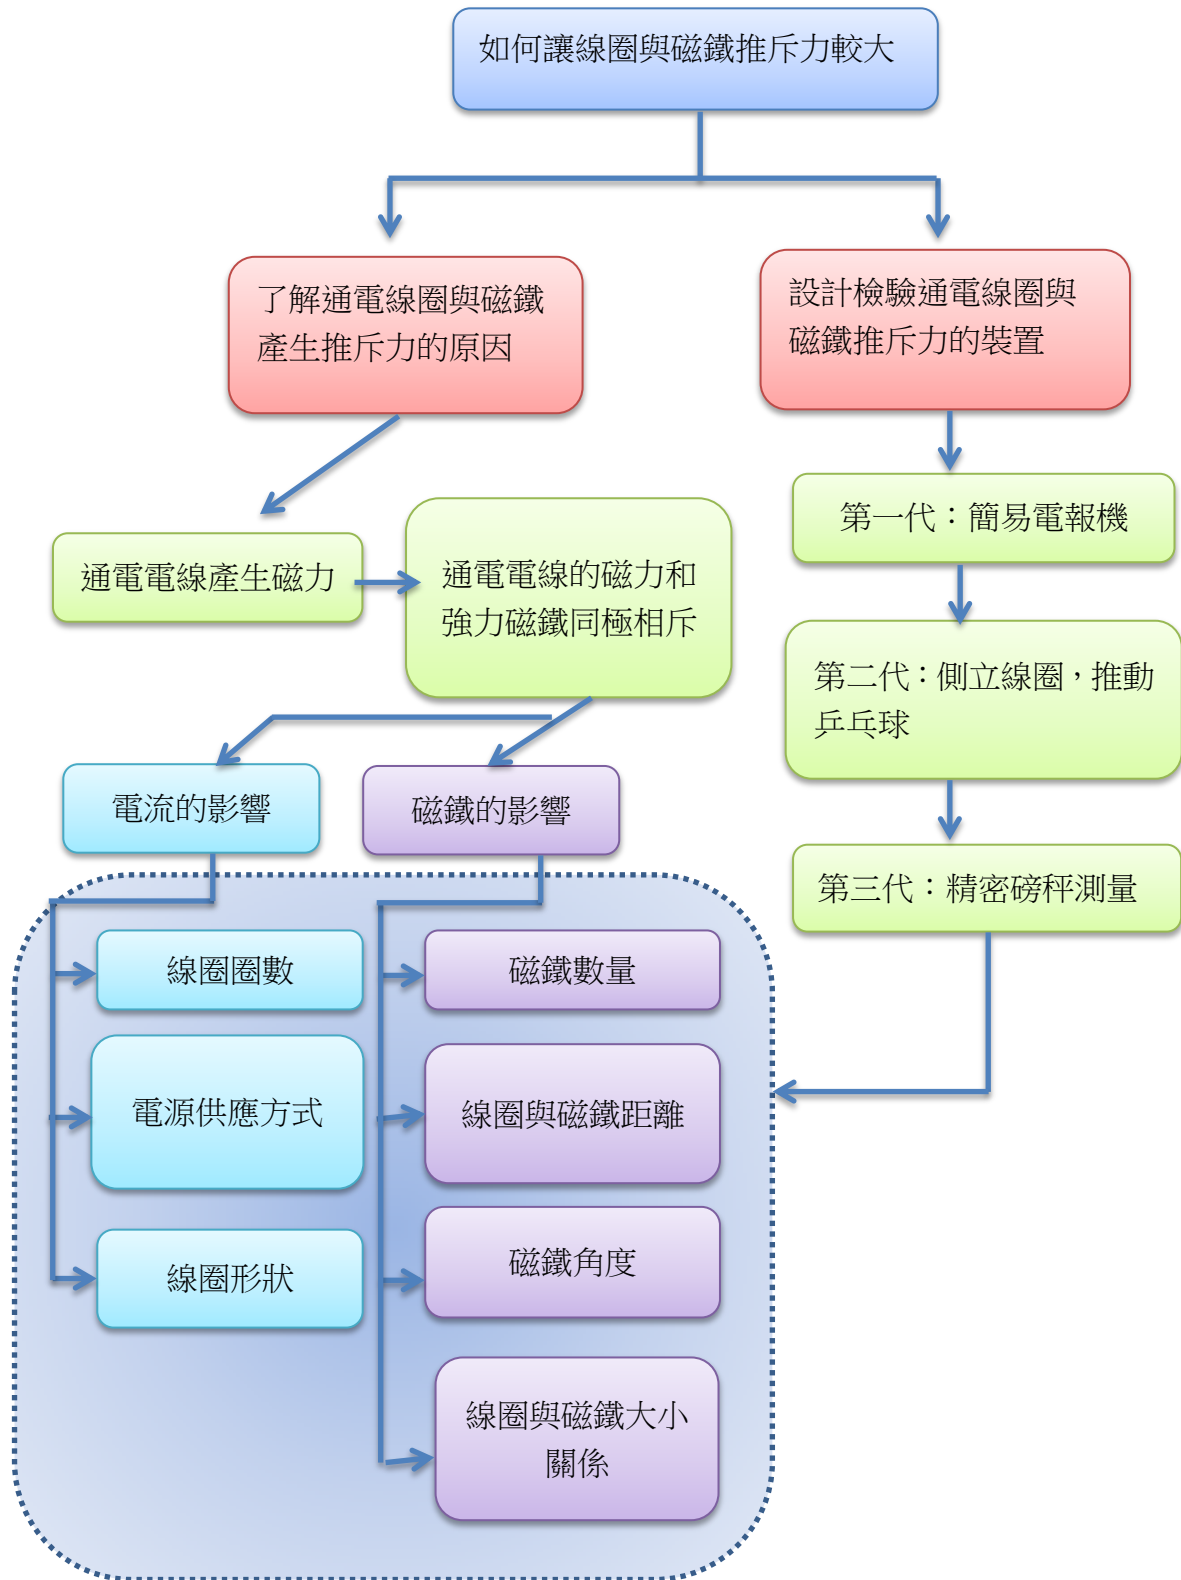 如何讓線圈與磁鐵推斥力較大
了解通電線圈與磁鐵
產生推斥力的原因
設計檢驗通電線圈與
磁鐵推斥力的裝置
第一代：簡易電報機
通電電線產生磁力
通電電線的磁力和
強力磁鐵同極相斥
第二代：側立線圈，推動
乒乓球
電流的影響
磁鐵的影響
第三代：精密磅秤測量
線圈圈數
磁鐵數量
電源供應方式
線圈與磁鐵距離
線圈形狀
磁鐵角度
線圈與磁鐵大小
關係